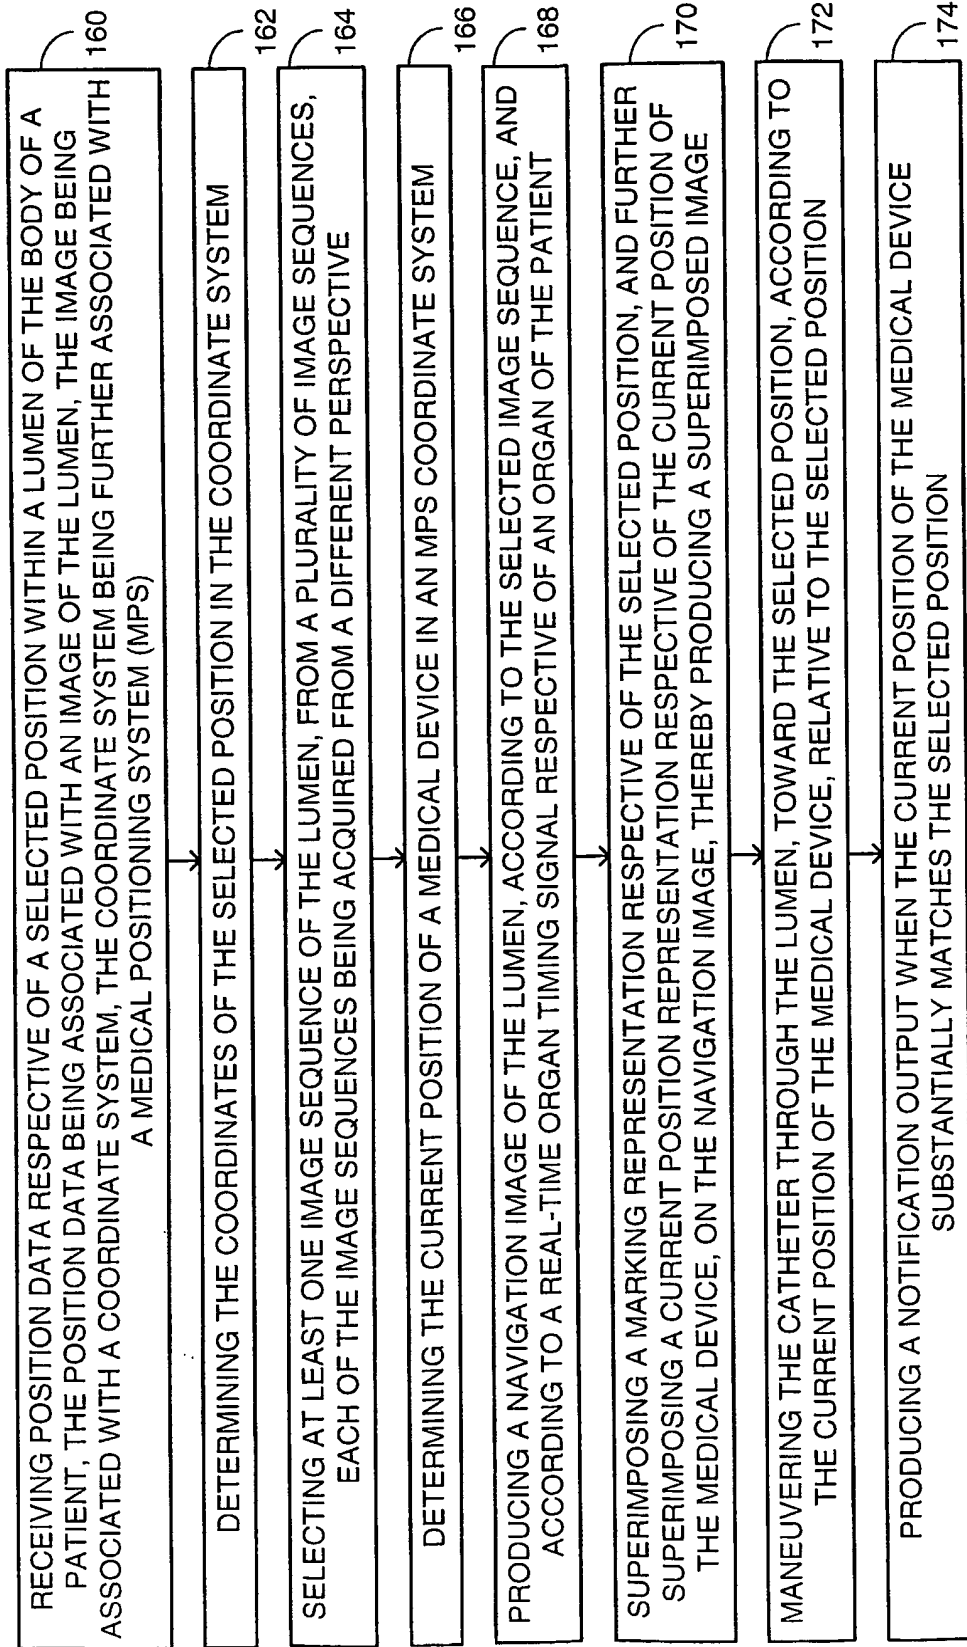 RECEIVING POSITION DATA RESPECTIVE OF A SELECTED POSITION WITHIN A LUMEN OF THE BODY OF A
PATIENT, THE POSITION DATA BEING ASSOCIATED WITH AN IMAGE OF THE LUMEN, THE IMAGE BEING
ASSOCIATED WITH A COORDINATE SYSTEM, THE COORDINATE SYSTEM BEING FURTHER ASSOCIATED WITH
A MEDICAL POSITIONING SYSTEM (MPS)
160
DETERMINING THE COORDINATES OF THE SELECTED POSITION IN THE COORDINATE SYSTEM
162
SELECTING AT LEAST ONE IMAGE SEQUENCE OF THE LUMEN, FROM A PLURALITY OF IMAGE SEQUENCES,
EACH OF THE IMAGE SEQUENCES BEING ACQUIRED FROM A DIFFERENT PERSPECTIVE
164
DETERMINING THE CURRENT POSITION OF A MEDICAL DEVICE IN AN MPS COORDINATE SYSTEM
166
PRODUCING A NAVIGATION IMAGE OF THE LUMEN, ACCORDING TO THE SELECTED IMAGE SEQUENCE, AND
ACCORDING TO A REAL-TIME ORGAN TIMING SIGNAL RESPECTIVE OF AN ORGAN OF THE PATIENT
168
SUPERIMPOSING A MARKING REPRESENTATION RESPECTIVE OF THE SELECTED POSITION, AND FURTHER
SUPERIMPOSING A CURRENT POSITION REPRESENTATION RESPECTIVE OF THE CURRENT POSITION OF
THE MEDICAL DEVICE, ON THE NAVIGATION IMAGE, THEREBY PRODUCING A SUPERIMPOSED IMAGE
170
MANEUVERING THE CATHETER THROUGH THE LUMEN, TOWARD THE SELECTED POSITION, ACCORDING TO
THE CURRENT POSITION OF THE MEDICAL DEVICE, RELATIVE TO THE SELECTED POSITION
172
PRODUCING A NOTIFICATION OUTPUT WHEN THE CURRENT POSITION OF THE MEDICAL DEVICE
SUBSTANTIALLY MATCHES THE SELECTED POSITION
174